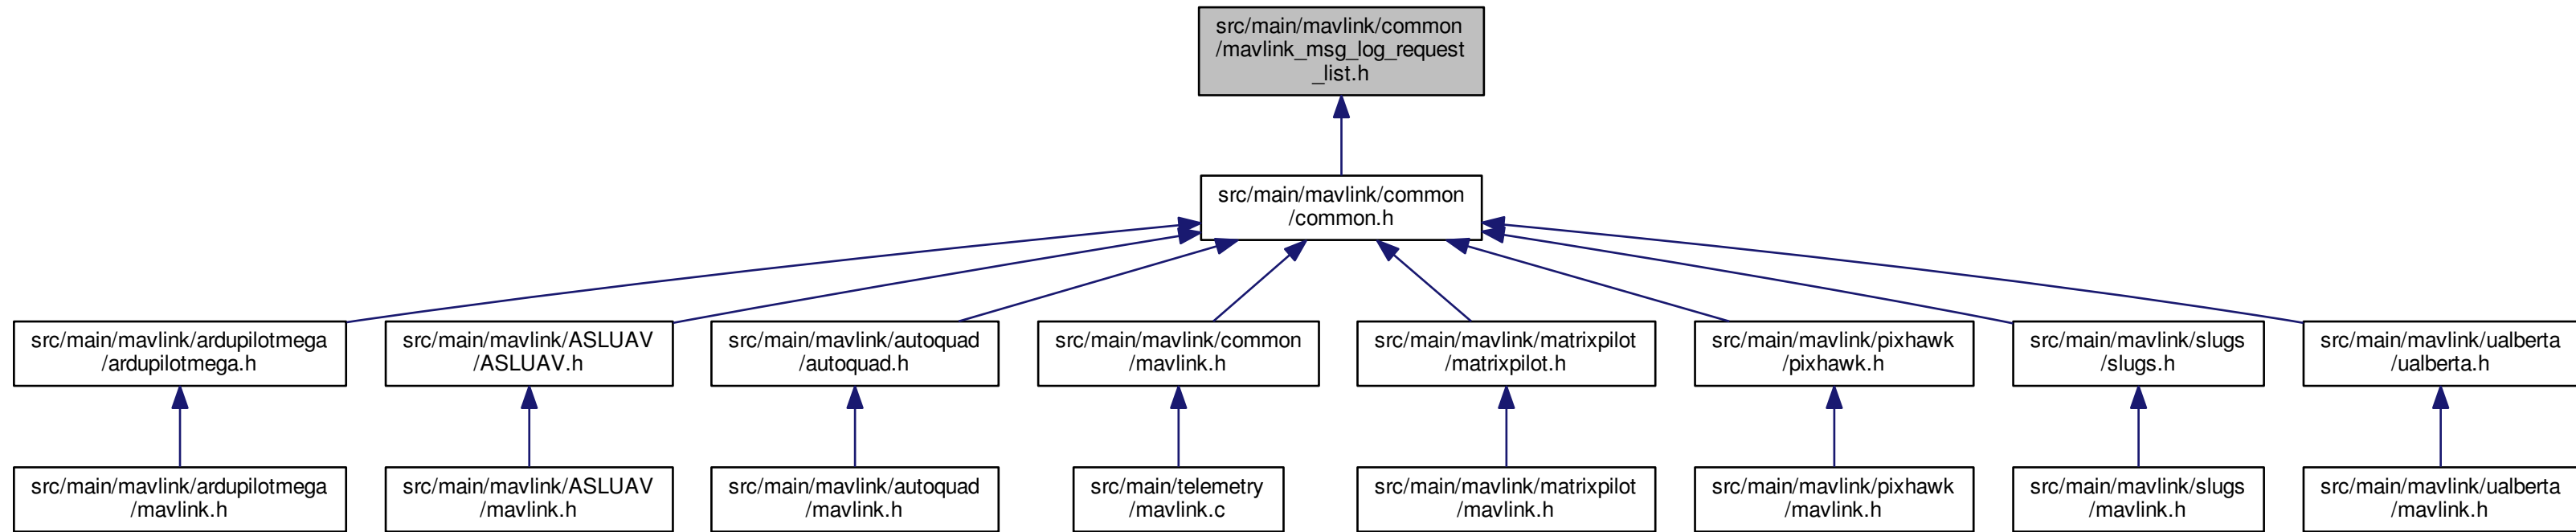 src/main/mavlink/common
/mavlink_msg_log_request
_list.h
src/main/mavlink/common
/common.h
src/main/mavlink/ardupilotmega
/ardupilotmega.h
src/main/mavlink/ASLUAV
/ASLUAV.h
src/main/mavlink/autoquad
/autoquad.h
src/main/mavlink/common
/mavlink.h
src/main/mavlink/matrixpilot
/matrixpilot.h
src/main/mavlink/pixhawk
/pixhawk.h
src/main/mavlink/slugs
/slugs.h
src/main/mavlink/ualberta
/ualberta.h
src/main/mavlink/ardupilotmega
/mavlink.h
src/main/mavlink/ASLUAV
/mavlink.h
src/main/mavlink/autoquad
/mavlink.h
src/main/telemetry
/mavlink.c
src/main/mavlink/matrixpilot
/mavlink.h
src/main/mavlink/pixhawk
/mavlink.h
src/main/mavlink/slugs
/mavlink.h
src/main/mavlink/ualberta
/mavlink.h